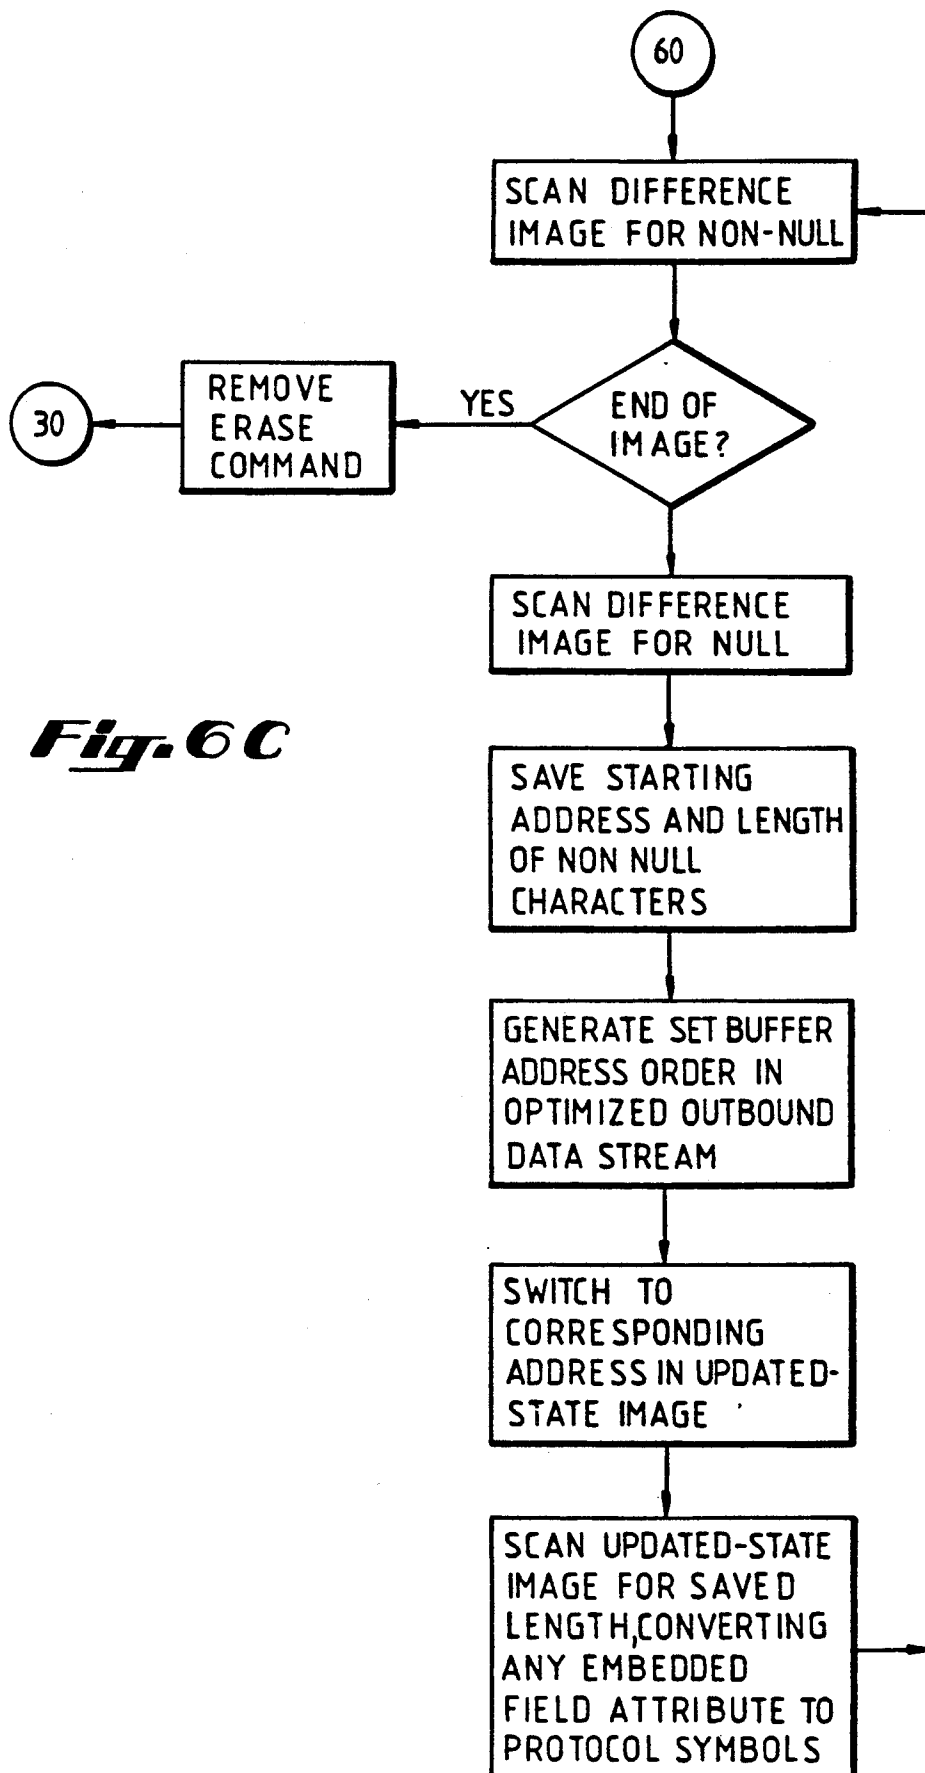 60
SCAN DIFFERENCE
IMAGE FOR NON-NULL
END OF
IMAGE?
YES
REMOVE
ERASE
COMMAND
30
SCAN DIFFERENCE
IMAGE FOR NULL
Fig. 6C
SAVE STARTING
ADDRESS AND LENGTH
OF NON NULL
CHARACTERS
GENERATE SET BUFFER
ADDRESS ORDER IN
OPTIMIZED OUTBOUND
DATA STREAM
SWITCH TO
CORRESPONDING
ADDRESS IN UPDATED-
STATE IMAGE
SCAN UPDATED-STATE
IMAGE FOR SAVED
LENGTH,CONVERTING
ANY EMBEDDED
FIELD ATTRIBUTE TO
PROTOCOL SYMBOLS